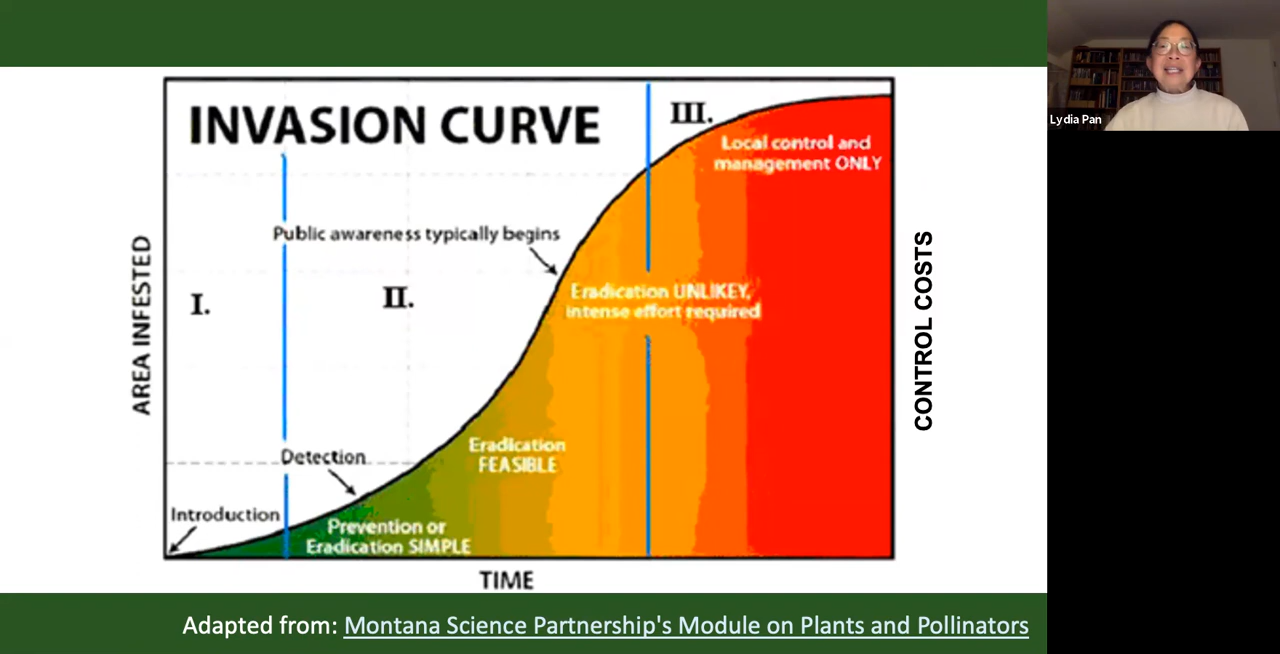 INVASION CURVE
III.
Local control and
management ONLY
Public awareness typically begins
I.
II.
Eradication UNLIKEY,
intense effort required
AREA INFESTED
CONTROL COSTS
Detection
Eradication
FEASIBLE
Introduction
Prevention or
Eradication SIMPLE
TIME
Adapted from: Montana Science Partnership's Module on Plants and Pollinators
Lydia Pan